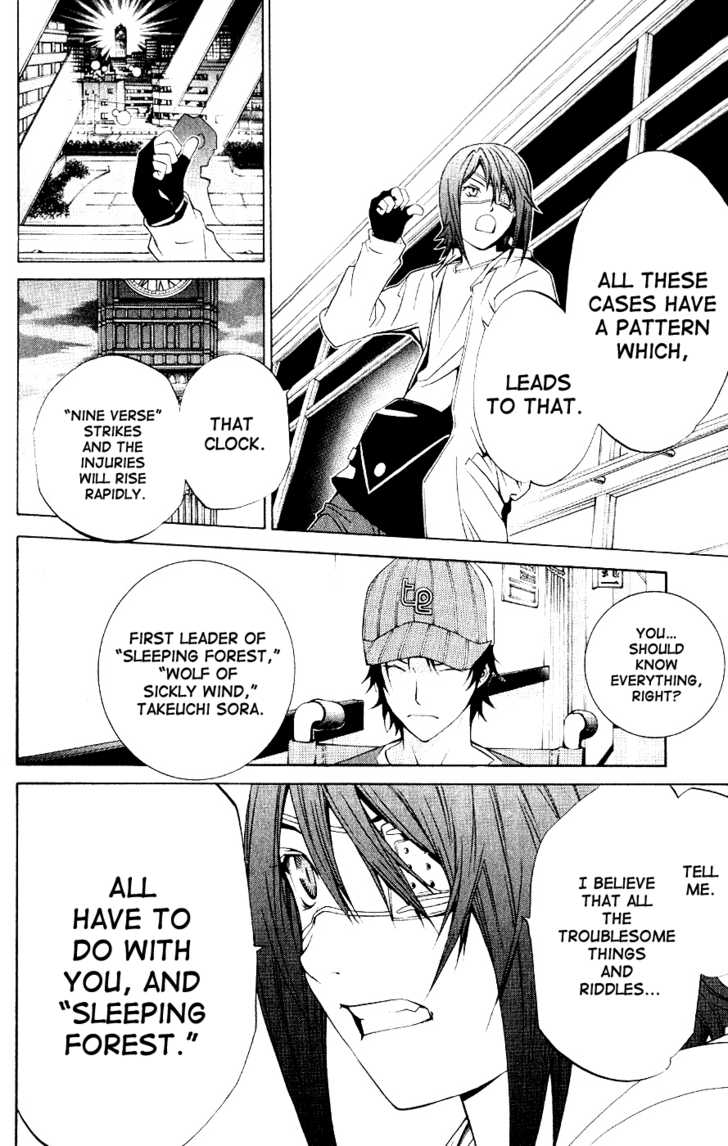 ALL THESE
CASES HAVE
A PATTERN
WHICH,
LEADS
TO THAT.
THAT
CLOCK.
"NINE VERSE"
STRIKES
AND THE
INJURIES
WILL RISE
RAPIDLY.
YOU...
SHOULD
KNOW
EVERYTHING,
RIGHT?
FIRST LEADER OF
"SLEEPING FOREST,"
"WOLF OF
SICKLY WIND,"
TAKEUCHI SORA.
TELL
ME.
I BELIEVE
THAT ALL
THE
TROUBLESOME
THINGS
AND
RIDDLES...
ALL
HAVE TO
DO WITH
YOU, AND
"SLEEPING
FOREST."